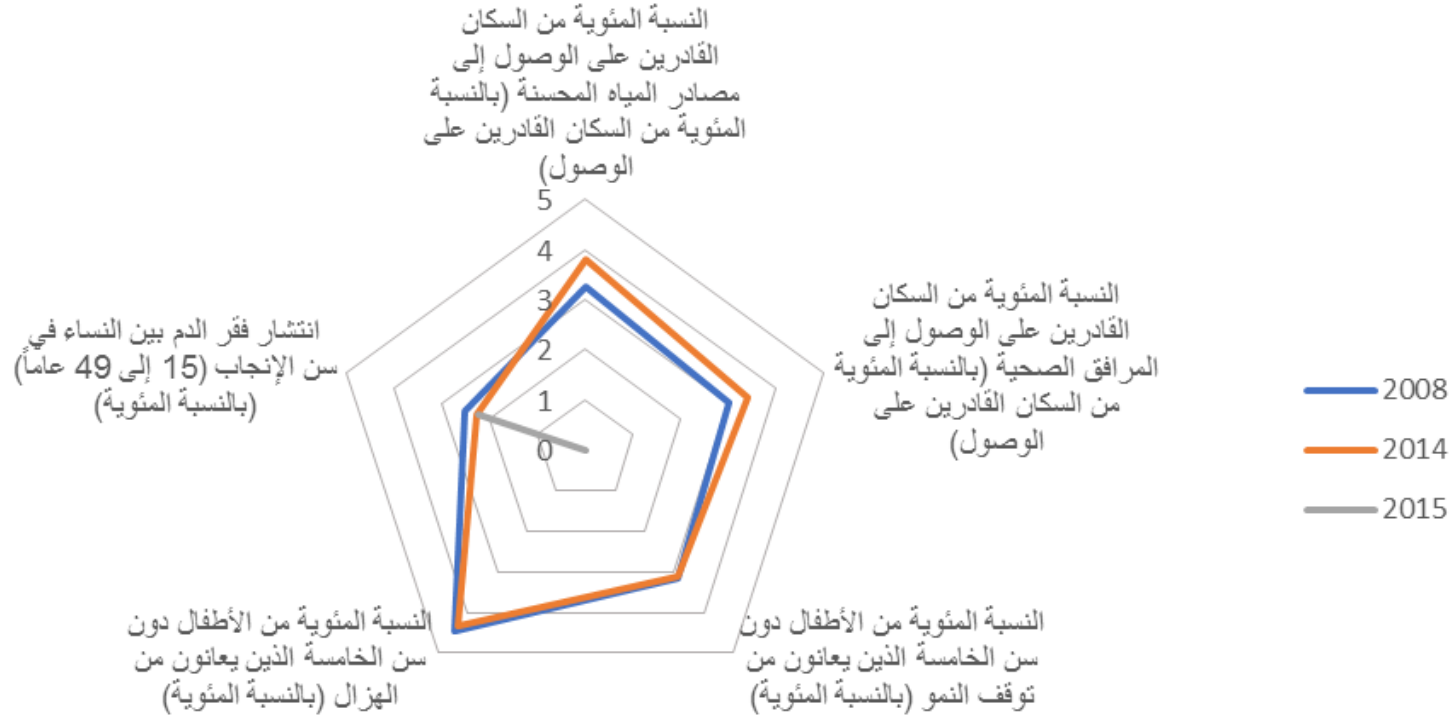 النسبة المئوية من السكان
القادرين على الوصول إلى
مصادر المياه المحسنة (بالنسبة
المئوية من السكان القادرين على
الوصول)
5
4
3
2
1
0
النسبة المئوية من السكان
القادرين على الوصول إلى
المرافق الصحية (بالنسبة المئوية
من السكان القادرين على
الوصول)
النسبة المئوية من الأطفال دون
سن الخامسة الذين يعانون من
توقف النمو (بالنسبة المئوية)
النسبة المئوية من الأطفال دون
سن الخامسة الذين يعانون من
الهزال (بالنسبة المئوية)
انتشار فقر الدم بين النساء في
سن الإنجاب (15 إلى 49 عاماً)
(بالنسبة المئوية)
2008
2014
2015